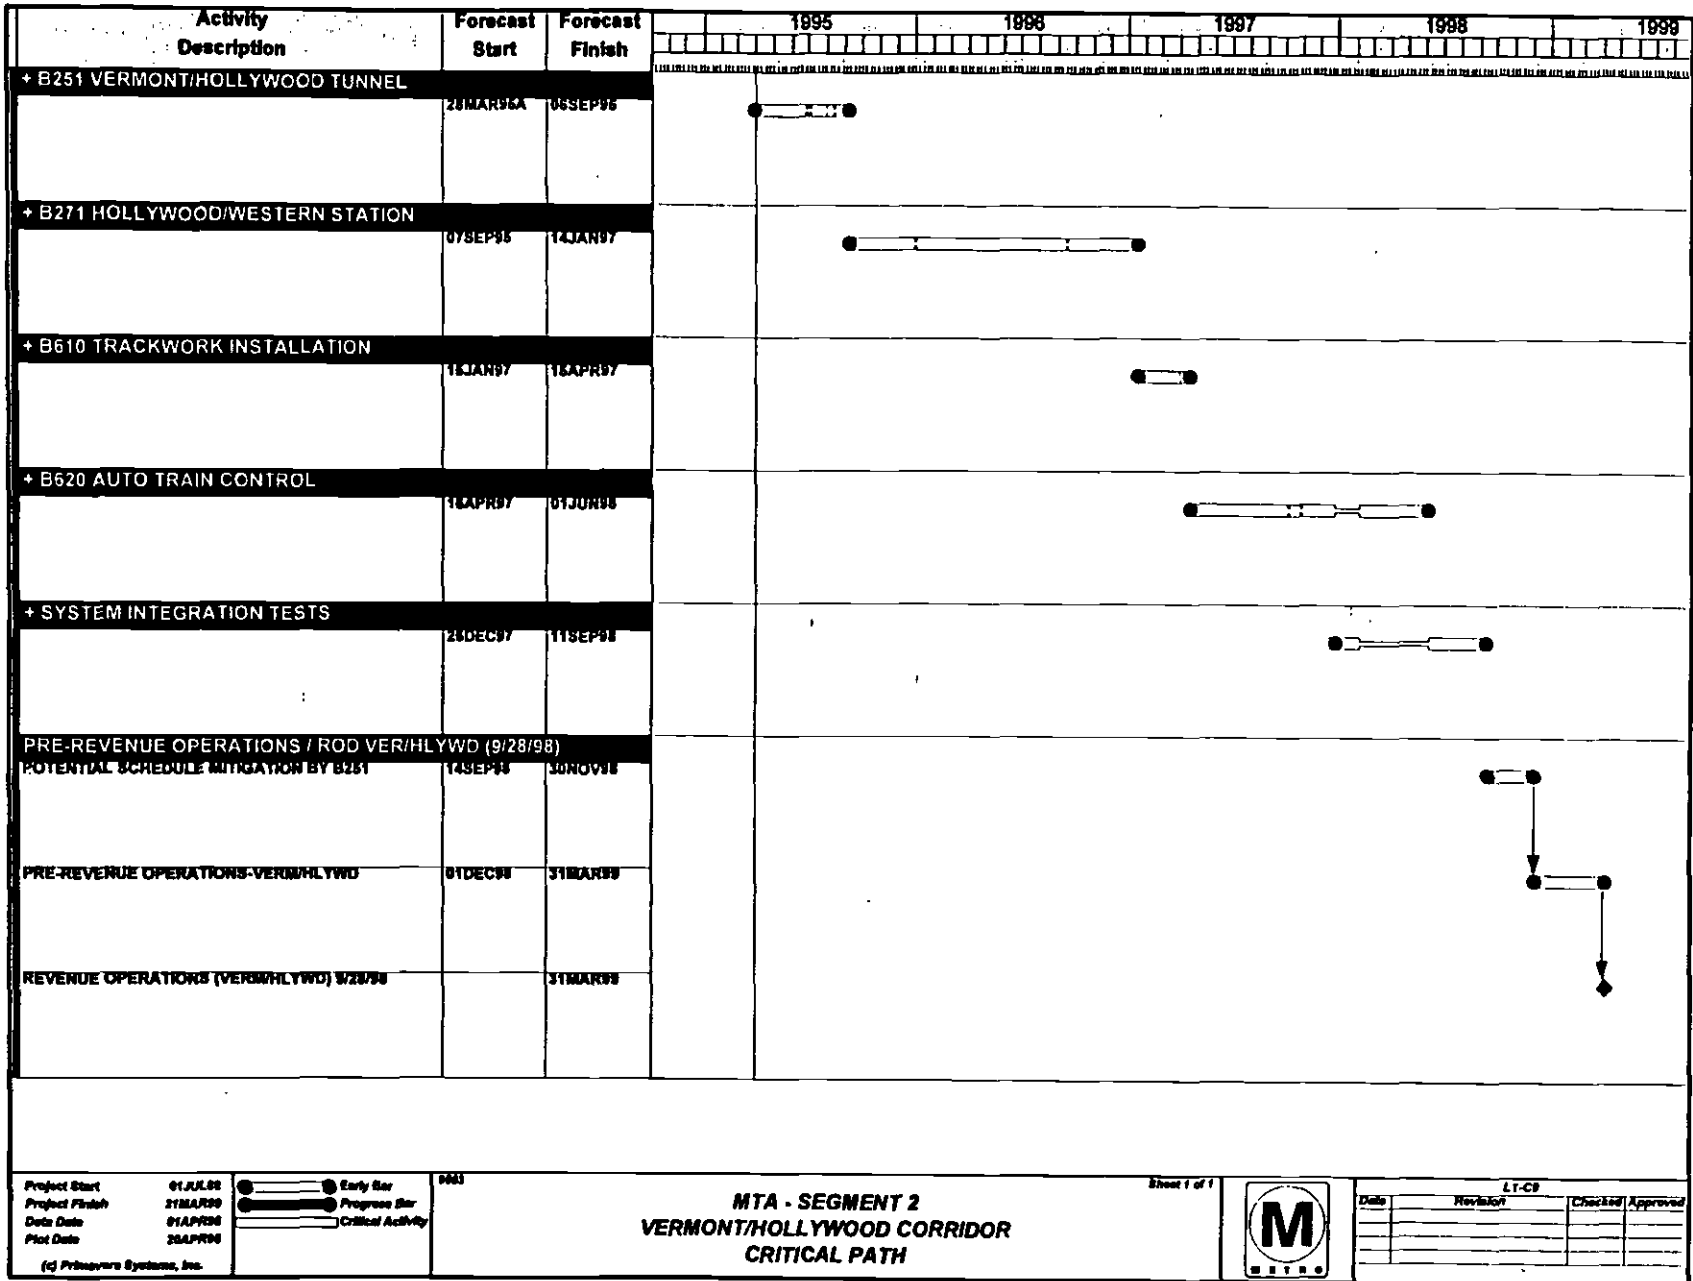 Activity Description
Forecast Start
Forecast Finish
1995 1996 1997 1998 1999
+ B251 VERMONT/HOLLYWOOD TUNNEL
28MAR95A 06SEP95
+ B271 HOLLYWOOD/WESTERN STATION
07SEP95 14JAN97
+ B610 TRACKWORK INSTALLATION
15JAN97 15APR97
+ B620 AUTO TRAIN CONTROL
16APR97 01JUN98
+ SYSTEM INTEGRATION TESTS
11SEP98
PRE-REVENUE OPERATIONS / ROD VER/HLYWD (9/28/98)
POTENTIAL SCHEDULE MITIGATION BY B251 14SEP98 30NOV98
PRE-REVENUE OPERATIONS-VERM/HLYWD 01DEC98 31MAR99
REVENUE OPERATIONS (VERM/HLYWD) 9/28/98 31MAR99
Project Start
Project Finish
Data Date
Plot Date
(c) Primavera Systems, Inc.
Early Bar
Progress Bar
Critical Activity
Sheet 1 of 1
MTA - SEGMENT 2
VERMONT/HOLLYWOOD CORRIDOR
CRITICAL PATH
M
METRO
Date Revision Checked Approved